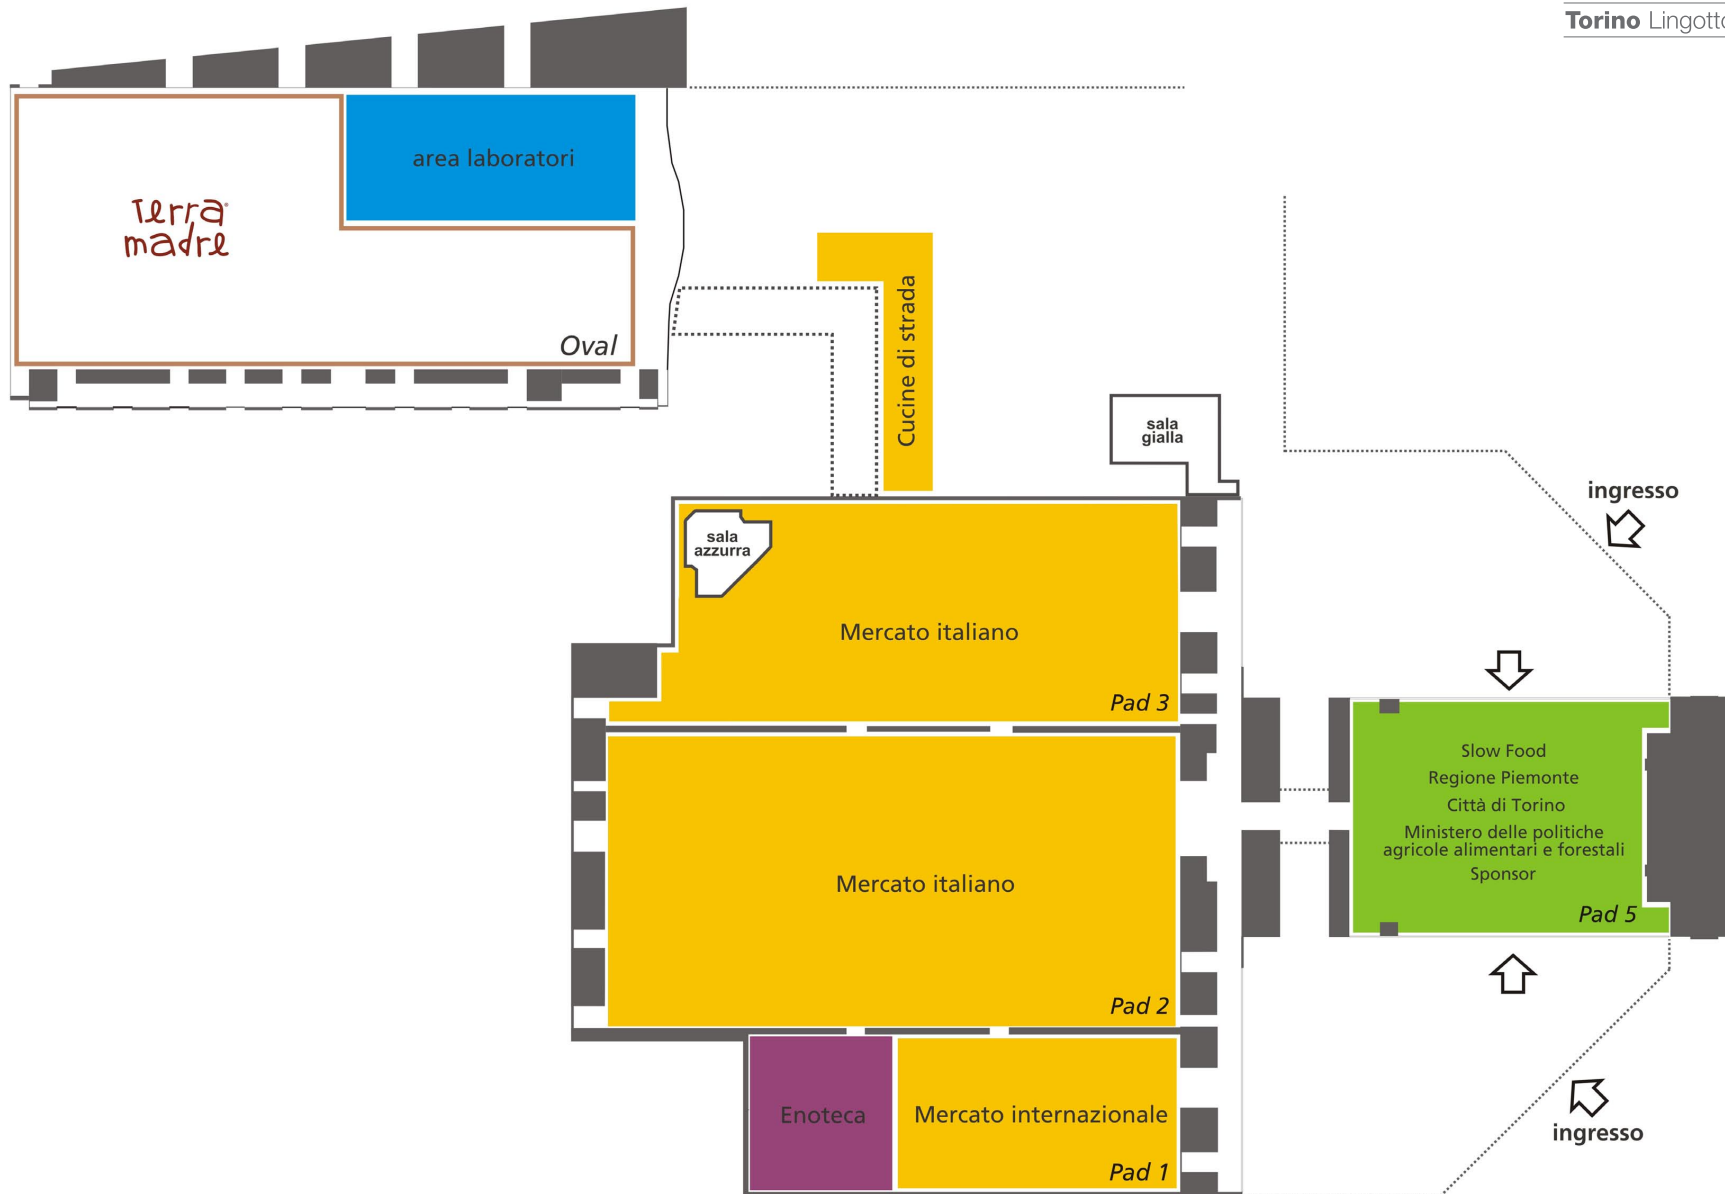 Torino Lingotto
area laboratori
Terra
madre
Oval
Cucine di strada
sala
gialla
ingresso
sala
azzurra
Mercato italiano
Pad 3
Slow Food
Regione Piemonte
Città di Torino
Ministero delle politiche
agricole alimentari e forestali
Sponsor
Pad 5
Mercato italiano
Pad 2
Enoteca
Mercato internazionale
Pad 1
ingresso